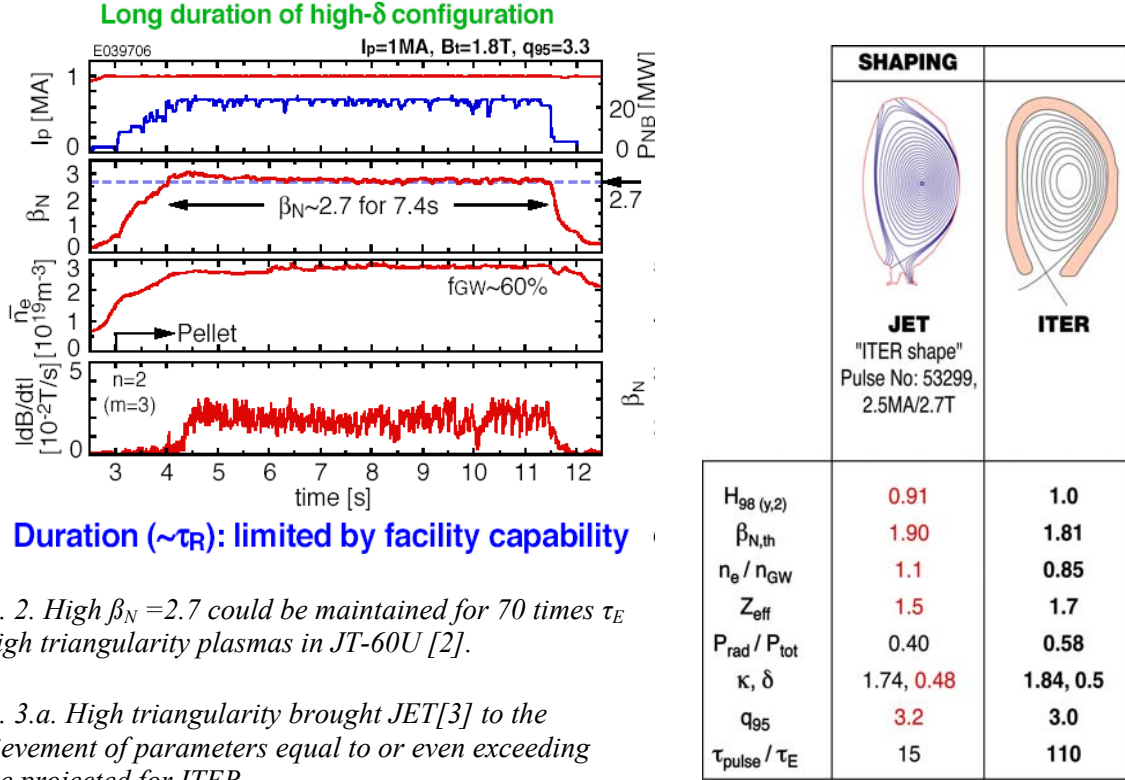 Long duration of high-δ configuration
E039706 Ip=1MA, Bt=1.8T, q95=3.3
Ip [MA]
1
0
20
0
PNB [MW]
βN
3
2
1
0
βN~2.7 for 7.4s
2.7
n̄e [10^19m^-3]
3
2
1
0
fGW~60%
Pellet
|dB/dt| [10^-2T/s]
5
0
n=2
(m=3)
βN
3 4 5 6 7 8 9 10 11 12
time [s]
Duration (~τR): limited by facility capability
. 2. High ßN =2.7 could be maintained for 70 times τE
igh triangularity plasmas in JT-60U [2].
. 3.a. High triangularity brought JET[3] to the
ievement of parameters equal to or even exceeding
projected for ITER
SHAPING
JET ITER
"ITER shape"
Pulse No: 53299,
2.5MA/2.7T
H98 (y,2) 0.91 1.0
βN,th 1.90 1.81
ne / nGW 1.1 0.85
Zeff 1.5 1.7
Prad / Ptot 0.40 0.58
κ, δ 1.74, 0.48 1.84, 0.5
q95 3.2 3.0
τpulse / τE 15 110